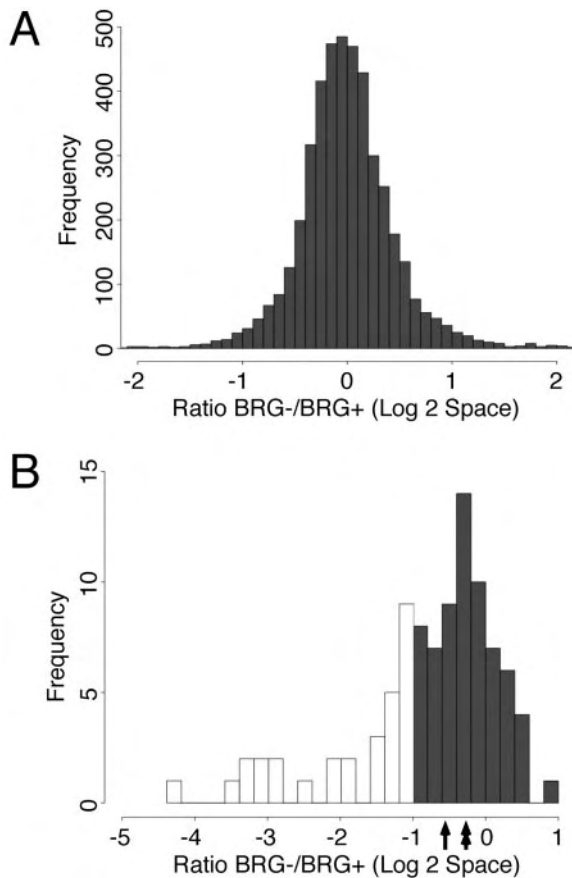 A
500
400
300
200
100
0
Frequency
-2 -1 0 1 2
Ratio BRG-/BRG+ (Log 2 Space)
B
15
10
5
0
Frequency
-5 -4 -3 -2 -1 0 1
Ratio BRG-/BRG+ (Log 2 Space)